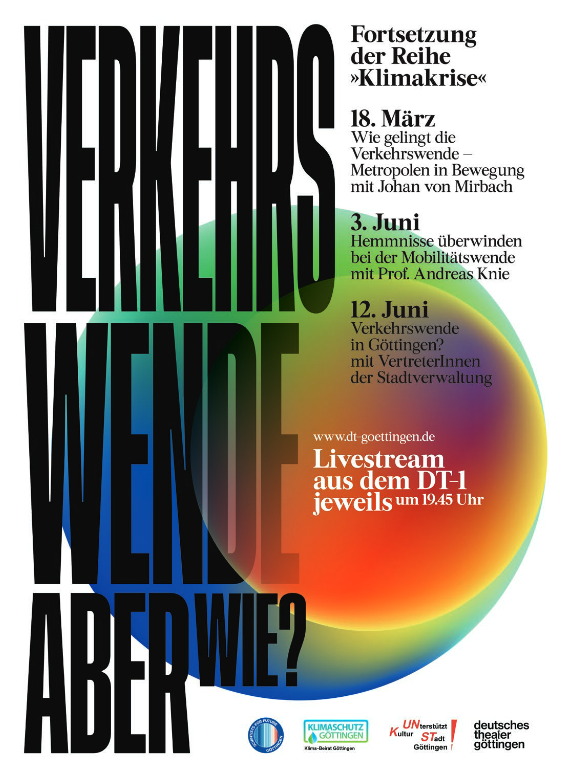 VERKEHRS
WENDE
ABER WIE?
Fortsetzung
der Reihe
»Klimakrise«
18. März
Wie gelingt die
Verkehrswende –
Metropolen in Bewegung
mit Johan von Mirbach
3. Juni
Hemmnisse überwinden
bei der Mobilitätswende
mit Prof. Andreas Knie
12. Juni
Verkehrswende
in Göttingen?
mit VertreterInnen
der Stadtverwaltung
www.dt-goettingen.de
Livestream
aus dem DT-1
jeweils um 19.45 Uhr
KLIMASCHUTZ
GÖTTINGEN
Klima-Beirat Göttingen
UNterstützt
Kultur STadt
Göttingen !
deutsches
thealer
göttingen